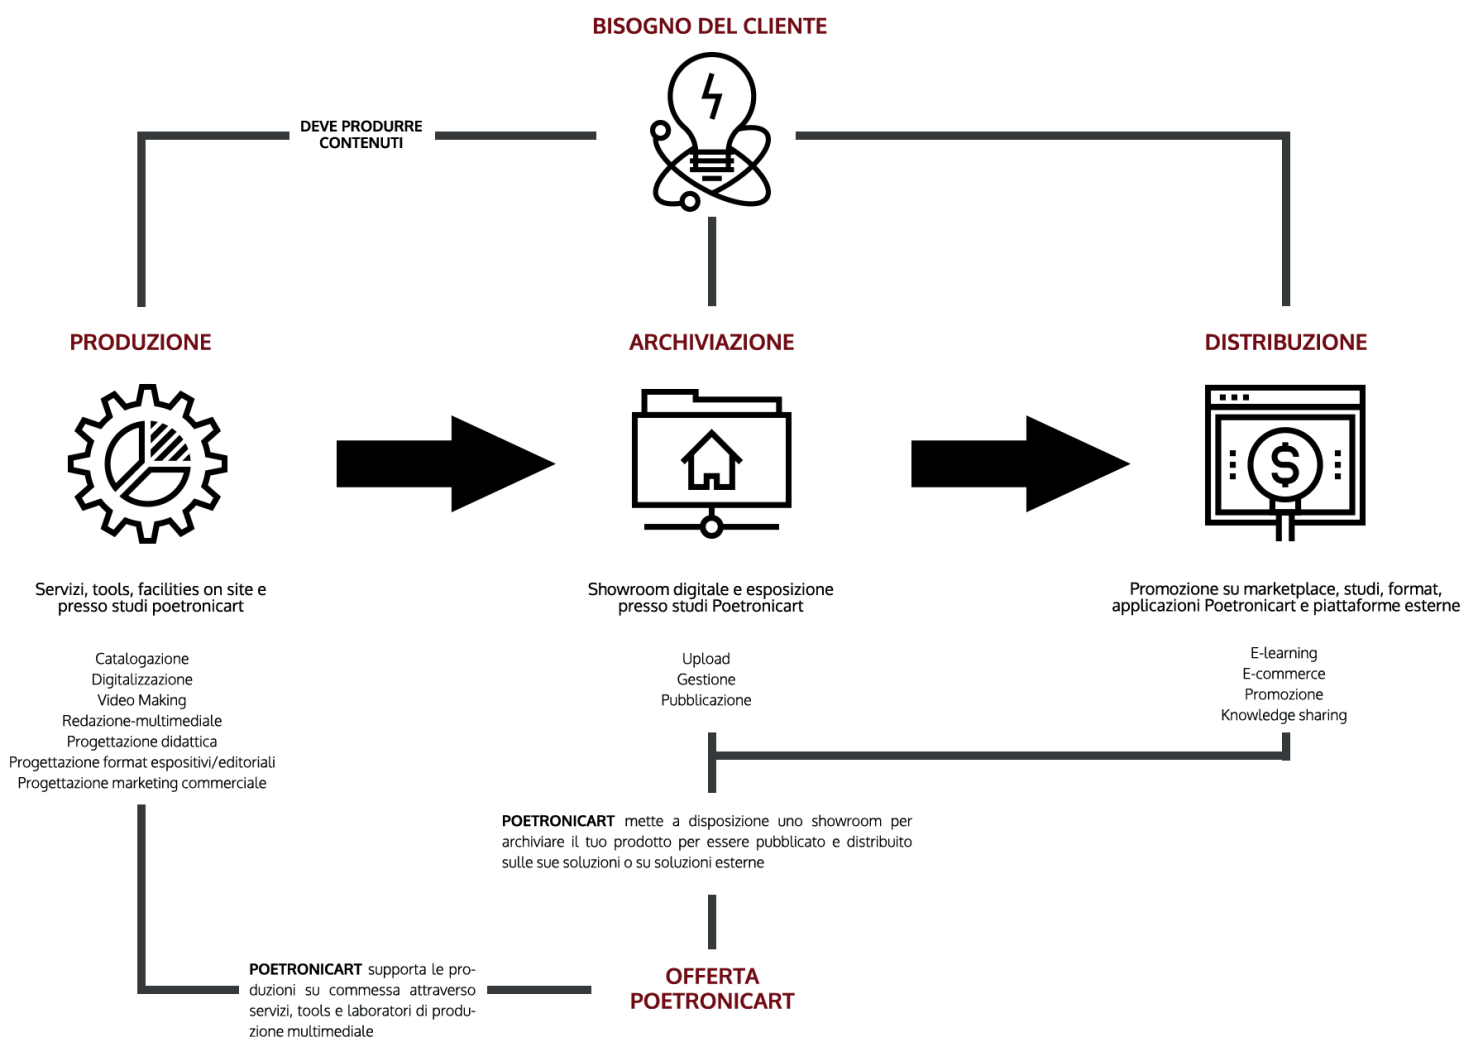 BISOGNO DEL CLIENTE
DEVE PRODURRE
CONTENUTI
PRODUZIONE
ARCHIVIAZIONE
DISTRIBUZIONE
$
Servizi, tools, facilities on site e
presso studi poetronicart
Showroom digitale e esposizione
presso studi Poetronicart
Promozione su marketplace, studi, format,
applicazioni Poetronicart e piattaforme esterne
Catalogazione
Digitalizzazione
Video Making
Redazione-multimediale
Progettazione didattica
Progettazione format espositivi/editoriali
Progettazione marketing commerciale
Upload
Gestione
Pubblicazione
E-learning
E-commerce
Promozione
Knowledge sharing
POETRONICART mette a disposizione uno showroom per
archiviare il tuo prodotto per essere pubblicato e distribuito
sulle sue soluzioni o su soluzioni esterne
POETRONICART supporta le pro-
duzioni su commessa attraverso
servizi, tools e laboratori di produ-
zione multimediale
OFFERTA
POETRONICART